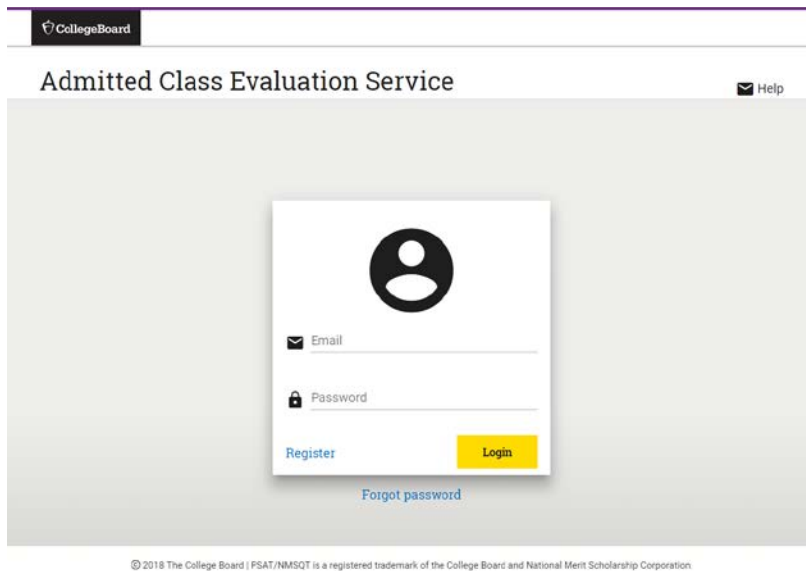 CollegeBoard
Admitted Class Evaluation Service
Help
Email
Password
Register Login
Forgot password
© 2018 The College Board | PSAT/NMSQT is a registered trademark of the College Board and National Merit Scholarship Corporation.